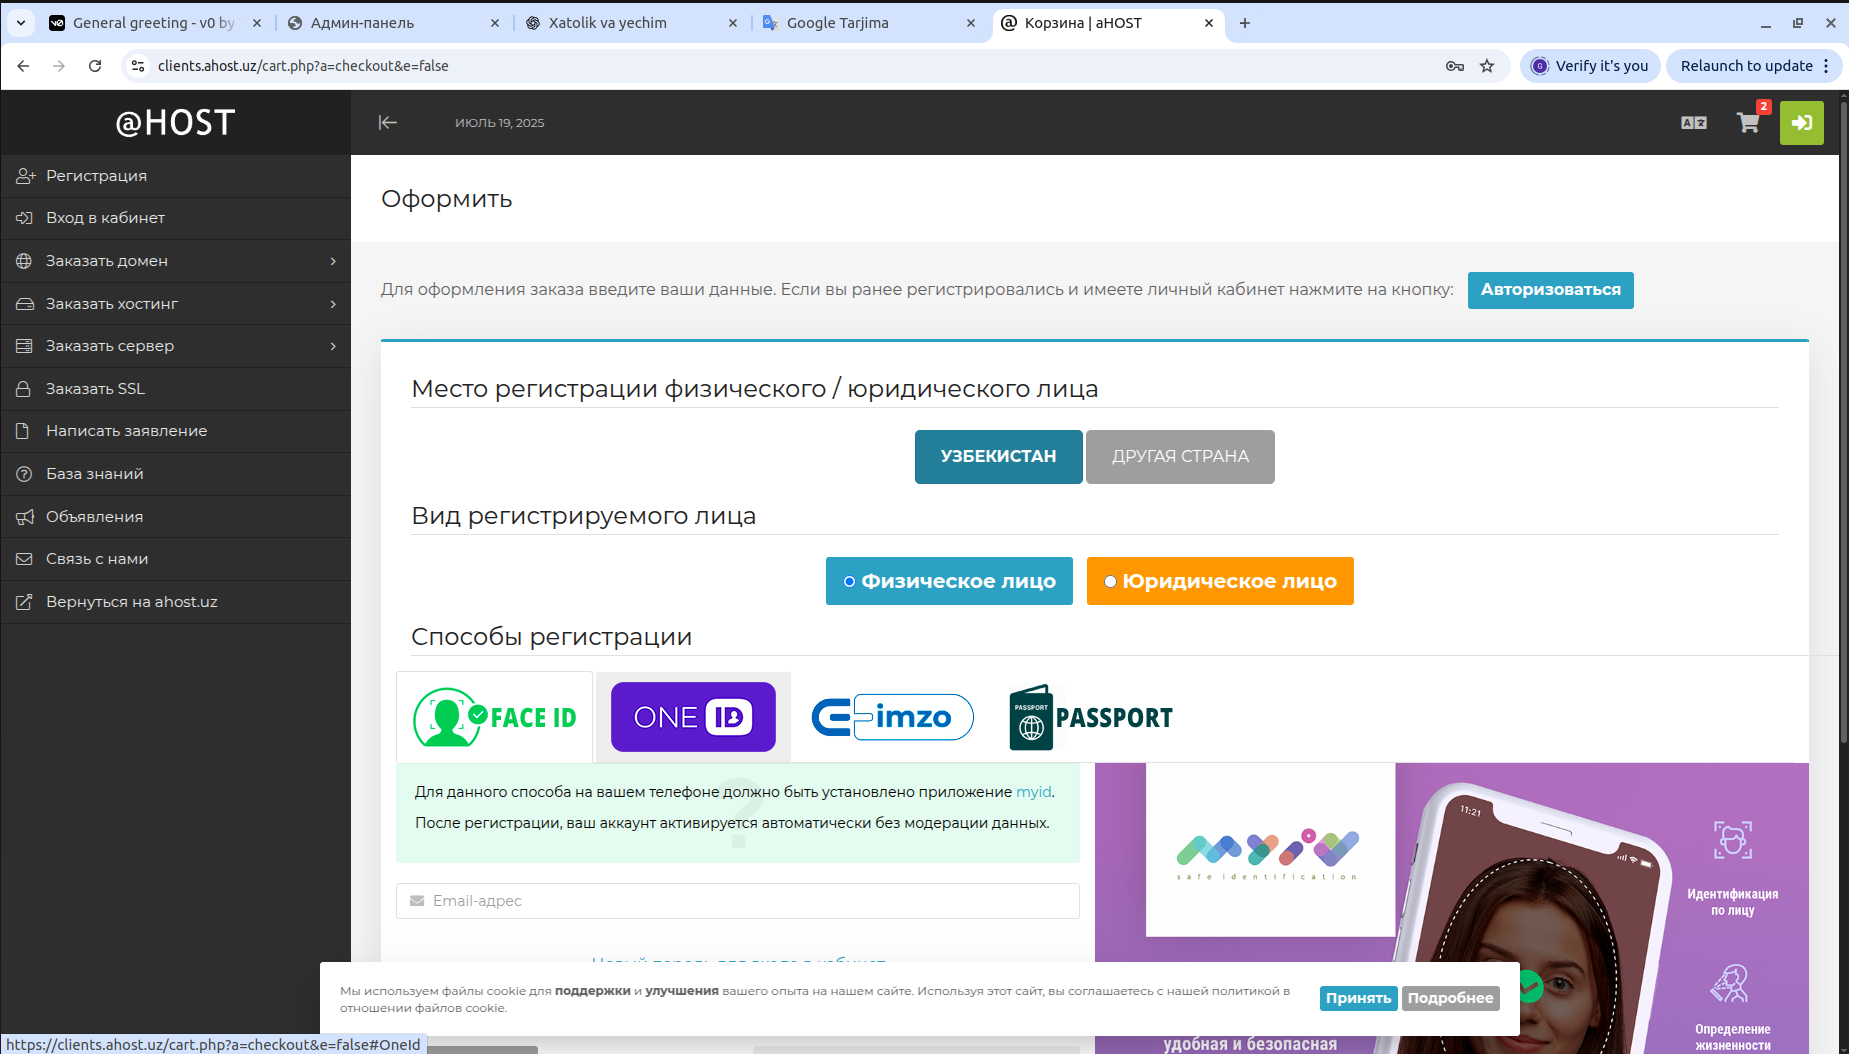 General greeting - v0 by
Админ-панель
Xatolik va yechim
Google Tarjima
Корзина | aHOST
clients.ahost.uz/cart.php?a=checkout&e=false
Verify it's you
Relaunch to update
@HOST
ИЮЛЬ 19, 2025
2
Регистрация
Вход в кабинет
Заказать домен
Заказать хостинг
Заказать сервер
Заказать SSL
Написать заявление
База знаний
Объявления
Связь с нами
Вернуться на ahost.uz
Оформить
Для оформления заказа введите ваши данные. Если вы ранее регистрировались и имеете личный кабинет нажмите на кнопку:
Авторизоваться
Место регистрации физического / юридического лица
УЗБЕКИСТАН
ДРУГАЯ СТРАНА
Вид регистрируемого лица
Физическое лицо
Юридическое лицо
Способы регистрации
FACE ID
ONE ID
E-imzo
PASSPORT
PASSPORT
Для данного способа на вашем телефоне должно быть установлено приложение myid.
После регистрации, ваш аккаунт активируется автоматически без модерации данных.
Email-адрес
safe identification
11:21
Идентификация
по лицу
Определение
жизненности
удобная и безопасная
Мы используем файлы cookie для поддержки и улучшения вашего опыта на нашем сайте. Используя этот сайт, вы соглашаетесь с нашей политикой в
отношении файлов cookie.
Принять
Подробнее
https://clients.ahost.uz/cart.php?a=checkout&e=false#OneId